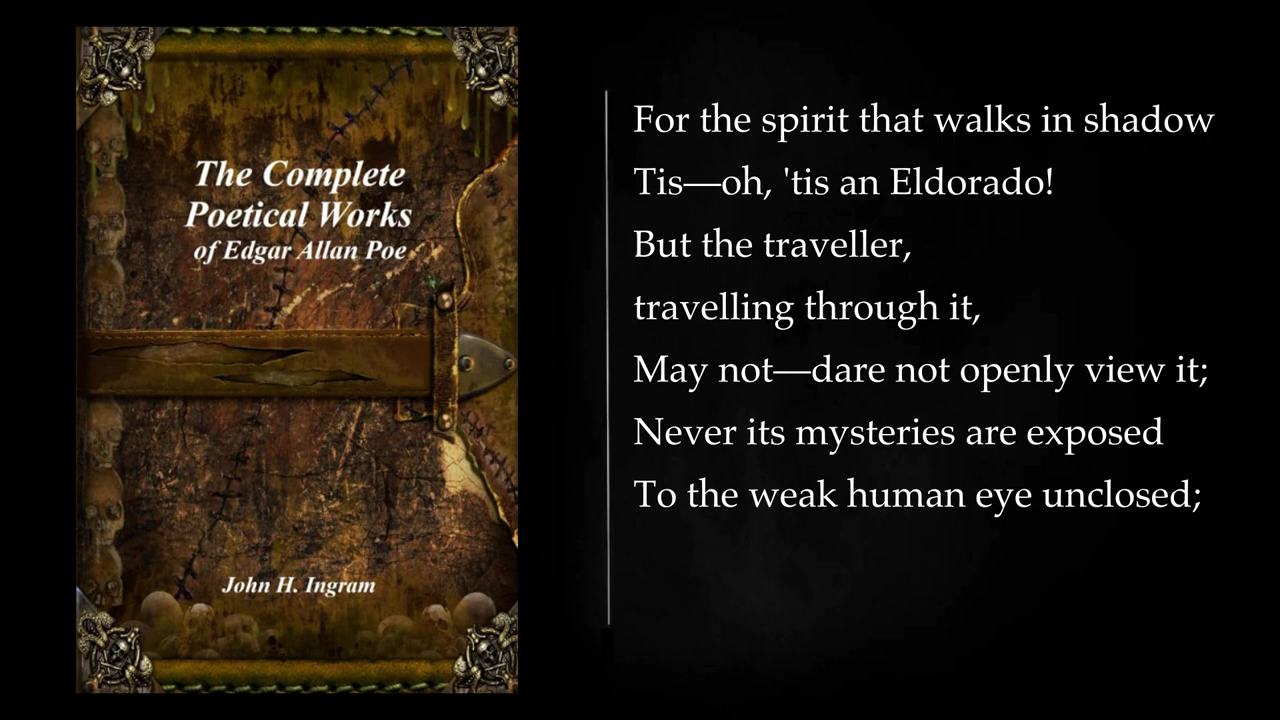 The Complete
Poetical Works
of Edgar Allan Poe
John H. Ingram
For the spirit that walks in shadow
Tis—oh, 'tis an Eldorado!
But the traveller,
travelling through it,
May not—dare not openly view it;
Never its mysteries are exposed
To the weak human eye unclosed;